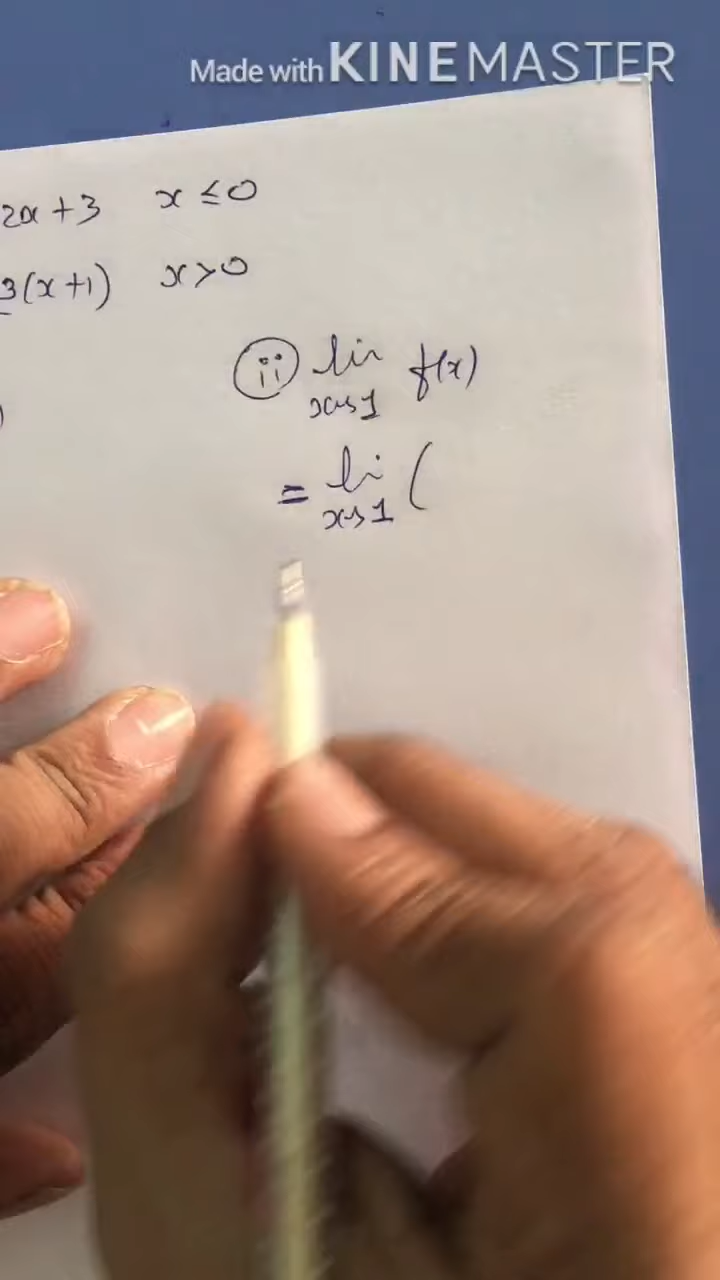 Made with KINEMASTER
2x+3 x ≤ 0
3(x+1) x > 0
)
ii lim f(x)
x→1
= lim (
x→1